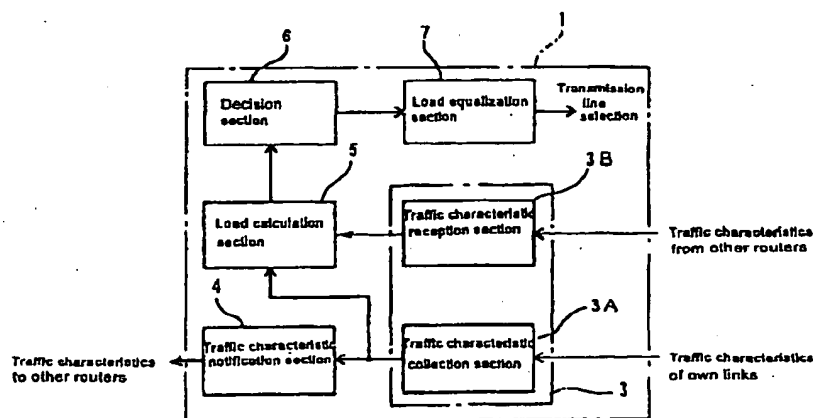 6
7
1
Decision
section
Load equalization
section
Transmission
line
selection
5
3B
Load calculation
section
Traffic characteristic
reception section
Traffic characteristics
from other routers
4
3A
Traffic characteristic
notification section
Traffic characteristic
collection section
Traffic characteristics
to other routers
Traffic characteristics
of own links
3